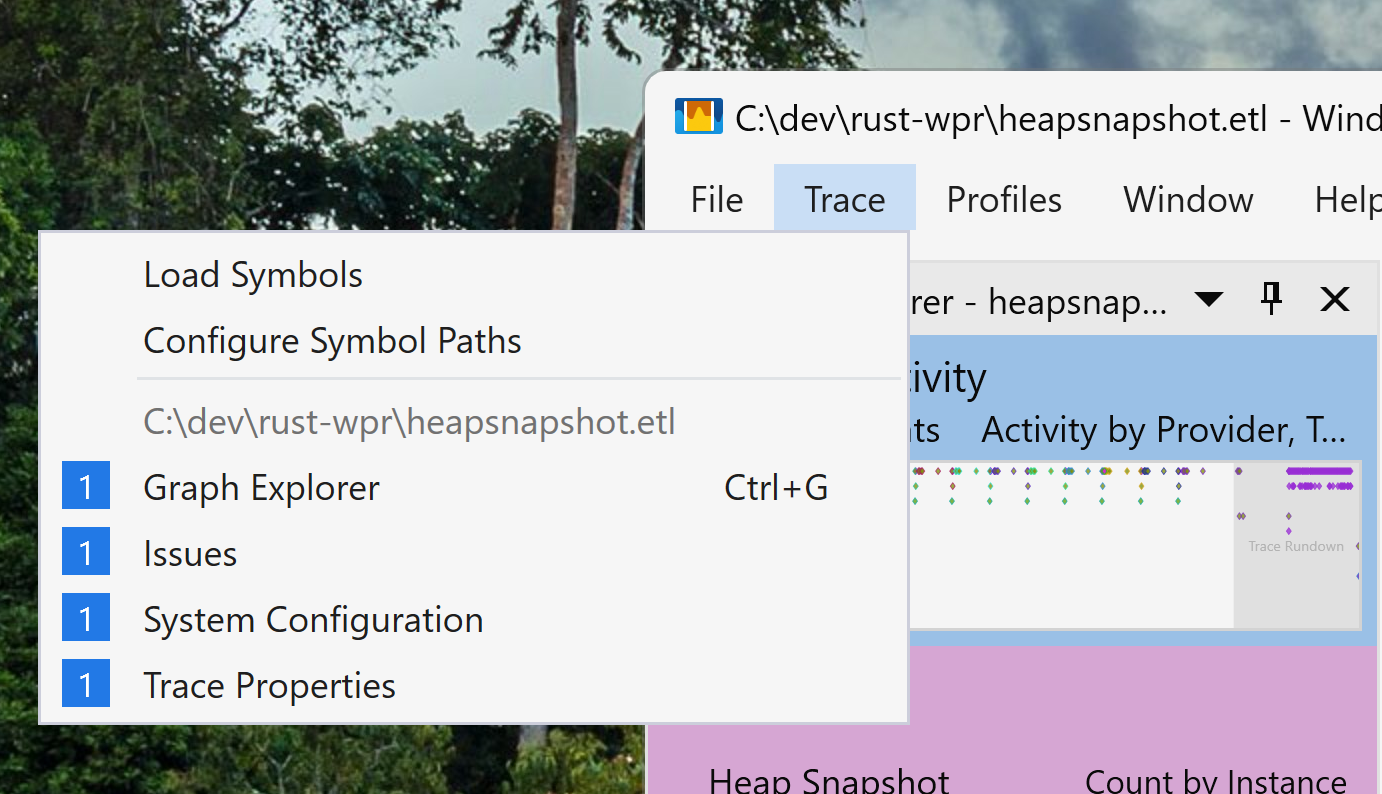 C:\dev\rust-wpr\heapsnapshot.etl - Wind
File Trace Profiles Window Help
Load Symbols
Configure Symbol Paths
C:\dev\rust-wpr\heapsnapshot.etl
1 Graph Explorer Ctrl+G
1 Issues
1 System Configuration
1 Trace Properties
rer - heapsnap...
ivity
ts Activity by Provider, T...
Trace Rundown
Heap Snapshot Count by Instance